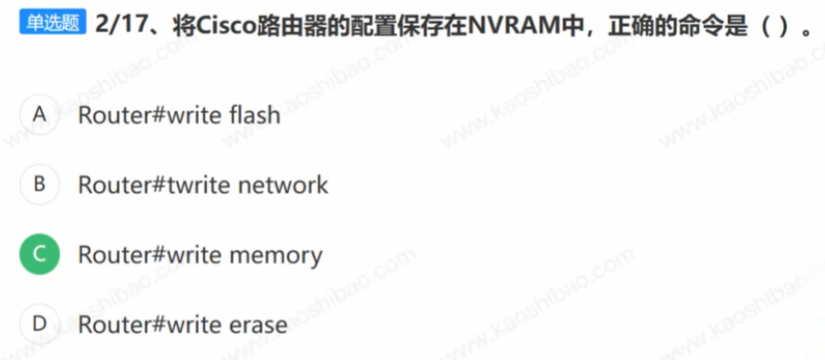 单选题 2/17、将Cisco路由器的配置保存在NVRAM中，正确的命令是（ ）。
A Router#write flash
B Router#twrite network
C Router#write memory
D Router#write erase
www.kaoshibao.com